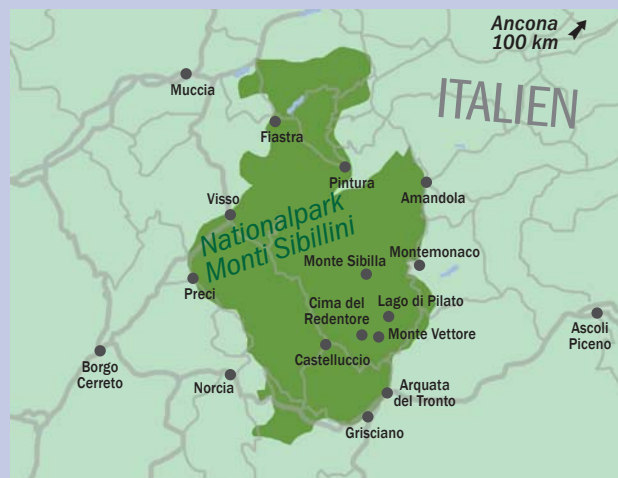 Ancona
100 km
ITALIEN
Muccia
Fiastra
Pintura
Amandola
Visso
Nationalpark
Monti Sibillini
Monte Sibilla
Montemonaco
Preci
Cima del
Redentore
Lago di Pilato
Monte Vettore
Castelluccio
Ascoli
Piceno
Borgo
Cerreto
Norcia
Arquata
del Tronto
Grisciano